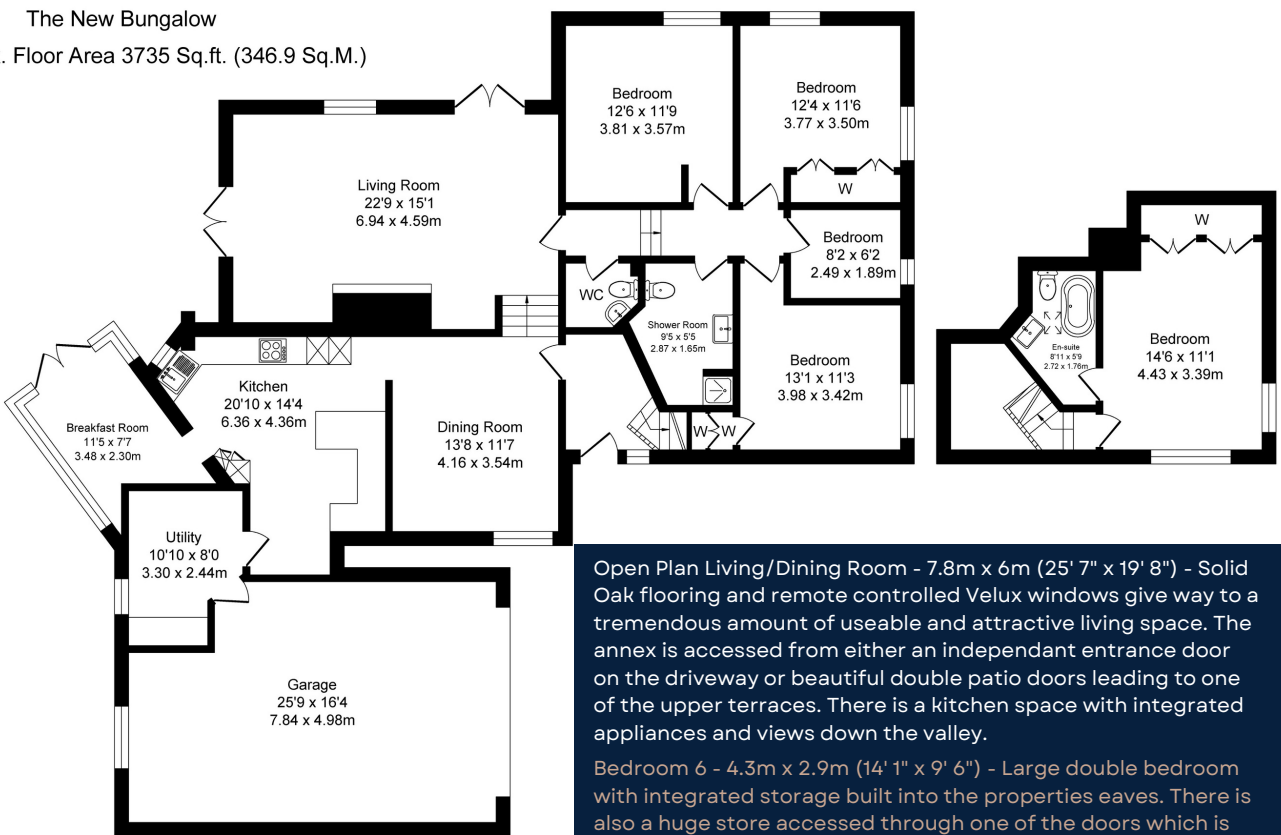 The New Bungalow
. Floor Area 3735 Sq.ft. (346.9 Sq.M.)
Bedroom
12'6 x 11'9
3.81 x 3.57m
Bedroom
12'4 x 11'6
3.77 x 3.50m
W
Living Room
22'9 x 15'1
6.94 x 4.59m
Bedroom
8'2 x 6'2
2.49 x 1.89m
WC
Shower Room
9'5 x 5'5
2.87 x 1.65m
Bedroom
13'1 x 11'3
3.98 x 3.42m
W
W
Kitchen
20'10 x 14'4
6.36 x 4.36m
Dining Room
13'8 x 11'7
4.16 x 3.54m
Breakfast Room
11'5 x 7'7
3.48 x 2.30m
Utility
10'10 x 8'0
3.30 x 2.44m
Garage
25'9 x 16'4
7.84 x 4.98m
W
En-suite
8'11 x 5'9
2.72 x 1.76m
Bedroom
14'6 x 11'1
4.43 x 3.39m
Open Plan Living/Dining Room - 7.8m x 6m (25' 7" x 19' 8") - Solid
Oak flooring and remote controlled Velux windows give way to a
tremendous amount of useable and attractive living space. The
annex is accessed from either an independant entrance door
on the driveway or beautiful double patio doors leading to one
of the upper terraces. There is a kitchen space with integrated
appliances and views down the valley.
Bedroom 6 - 4.3m x 2.9m (14' 1" x 9' 6") - Large double bedroom
with integrated storage built into the properties eaves. There is
also a huge store accessed through one of the doors which is